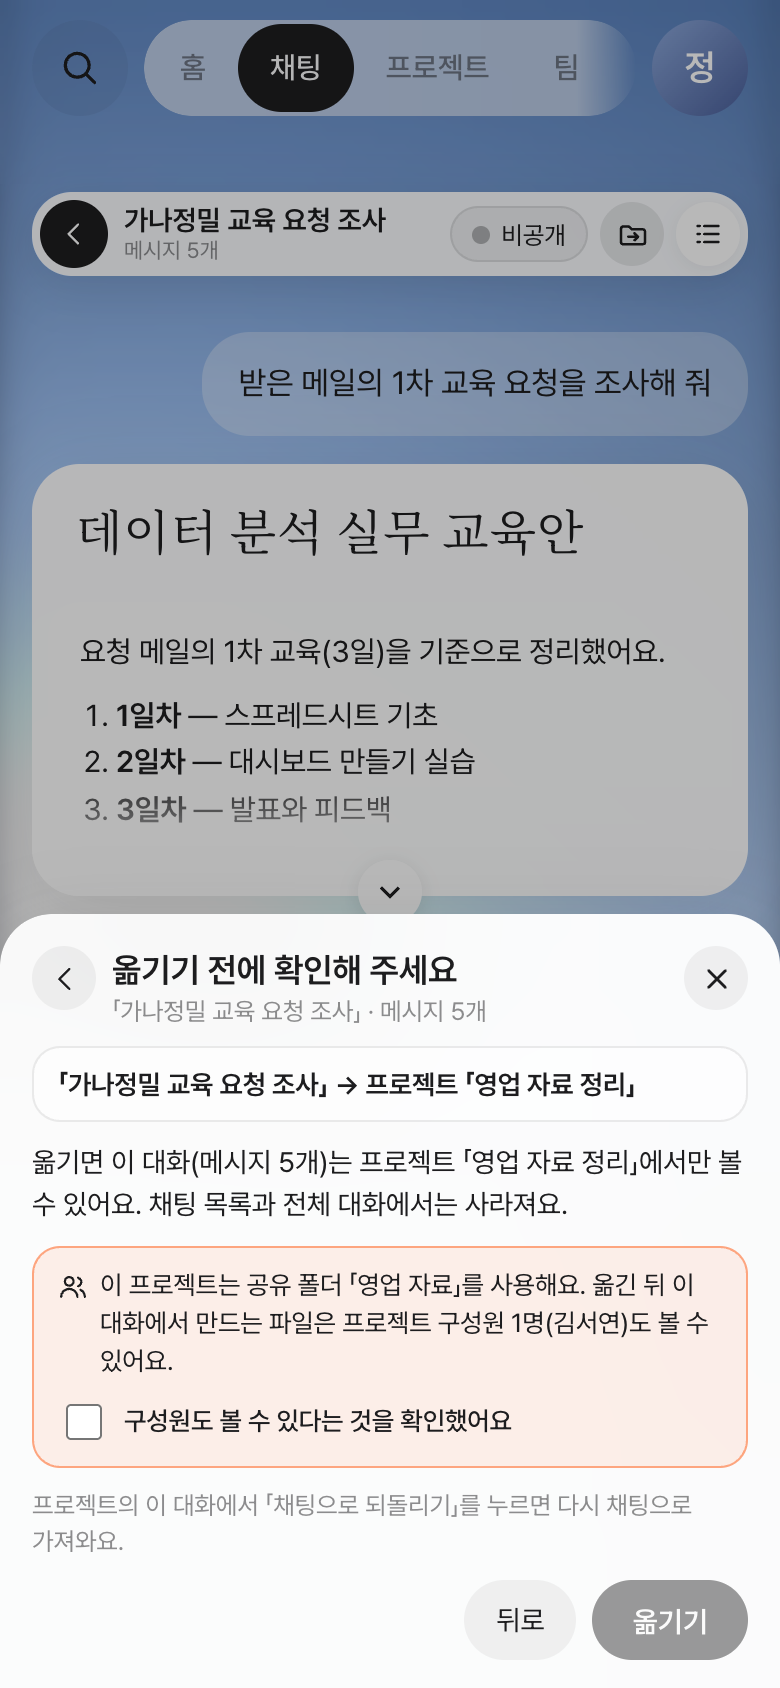 홈
채팅
프로젝트
팀
정
가나정밀 교육 요청 조사
메시지 5개
비공개
받은 메일의 1차 교육 요청을 조사해 줘
데이터 분석 실무 교육안
요청 메일의 1차 교육(3일)을 기준으로 정리했어요.
1. 1일차 — 스프레드시트 기초
2. 2일차 — 대시보드 만들기 실습
3. 3일차 — 발표와 피드백
옮기기 전에 확인해 주세요
「가나정밀 교육 요청 조사」 · 메시지 5개
「가나정밀 교육 요청 조사」 → 프로젝트 「영업 자료 정리」
옮기면 이 대화(메시지 5개)는 프로젝트 「영업 자료 정리」에서만 볼
수 있어요. 채팅 목록과 전체 대화에서는 사라져요.
이 프로젝트는 공유 폴더 「영업 자료」를 사용해요. 옮긴 뒤 이
대화에서 만드는 파일은 프로젝트 구성원 1명(김서연)도 볼 수
있어요.
구성원도 볼 수 있다는 것을 확인했어요
프로젝트의 이 대화에서 「채팅으로 되돌리기」를 누르면 다시 채팅으로
가져와요.
뒤로
옮기기